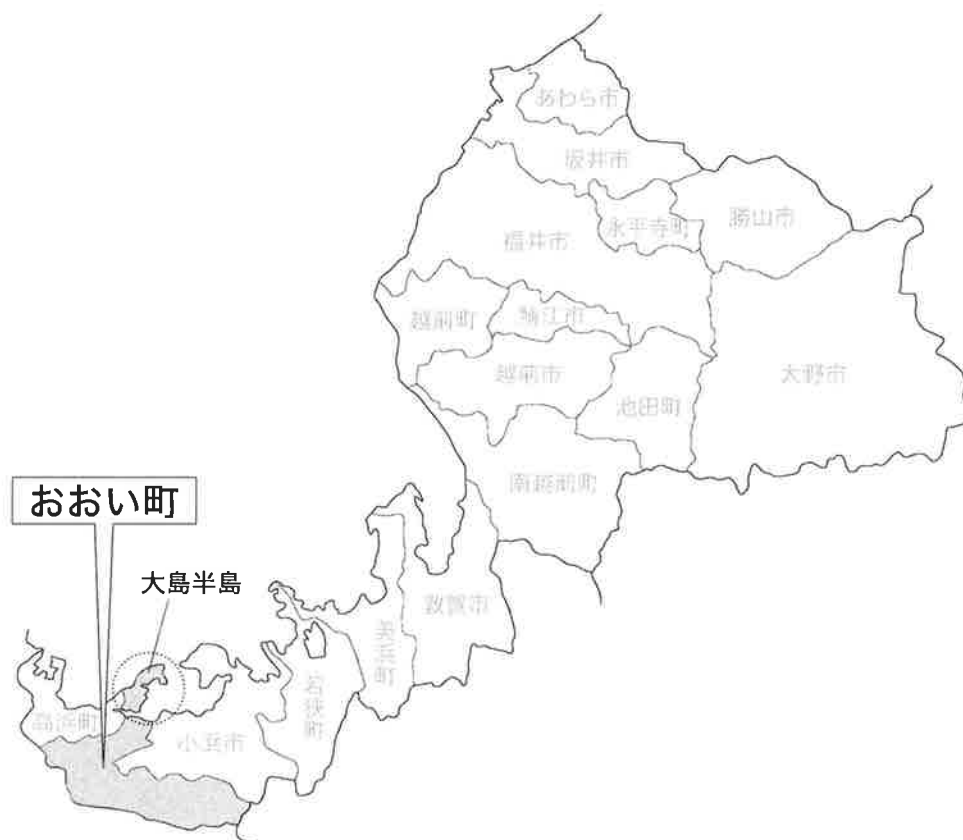 あわら市
坂井市
勝山市
永平寺町
福井市
越前町
鯖江市
越前市
大野市
池田町
南越前町
おおい町
大島半島
敦賀市
美浜町
若狭町
高浜町
小浜市